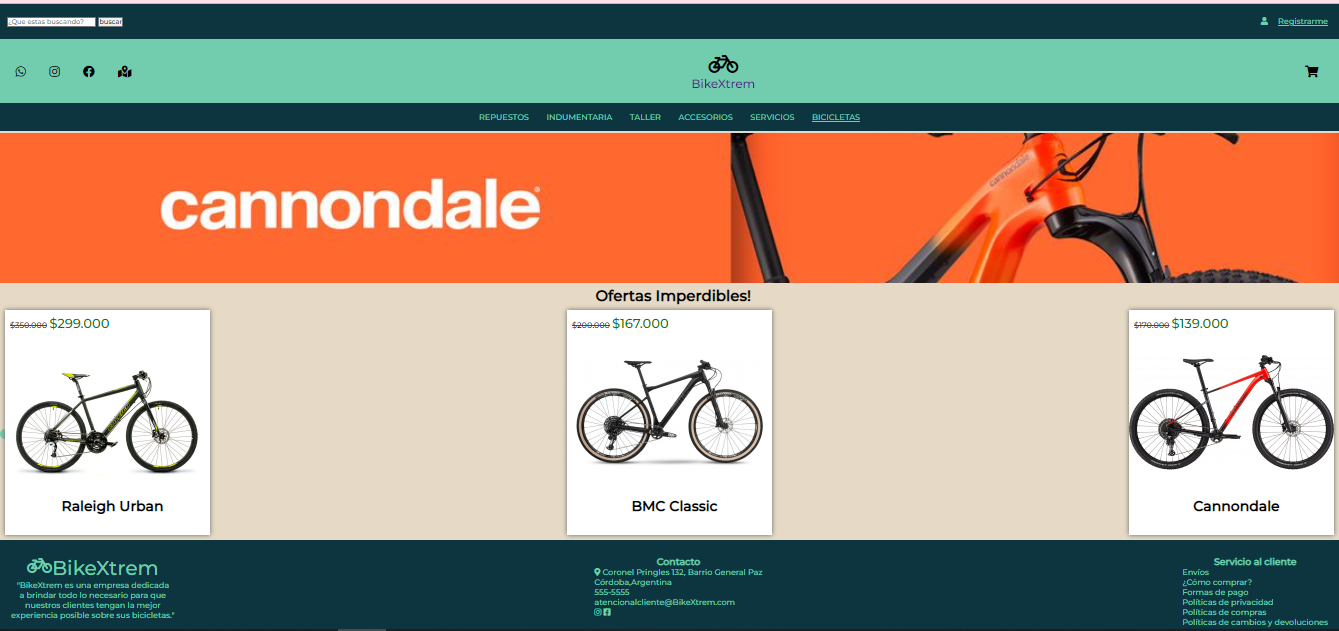 ¿Que estas buscando? buscar
Registrarme
BikeXtrem
REPUESTOS INDUMENTARIA TALLER ACCESORIOS SERVICIOS BICICLETAS
cannondale
cannondale
Ofertas Imperdibles!
$350.000 $299.000
Raleigh Urban
$200.000 $167.000
BMC Classic
$170.000 $139.000
Cannondale
BikeXtrem
"BikeXtrem es una empresa dedicada
a brindar todo lo necesario para que
nuestros clientes tengan la mejor
experiencia posible sobre sus bicicletas."
Contacto
Coronel Pringles 132, Barrio General Paz
Córdoba,Argentina
555-5555
atencionalcliente@BikeXtrem.com
Servicio al cliente
Envíos
¿Cómo comprar?
Formas de pago
Políticas de privacidad
Políticas de compras
Políticas de cambios y devoluciones